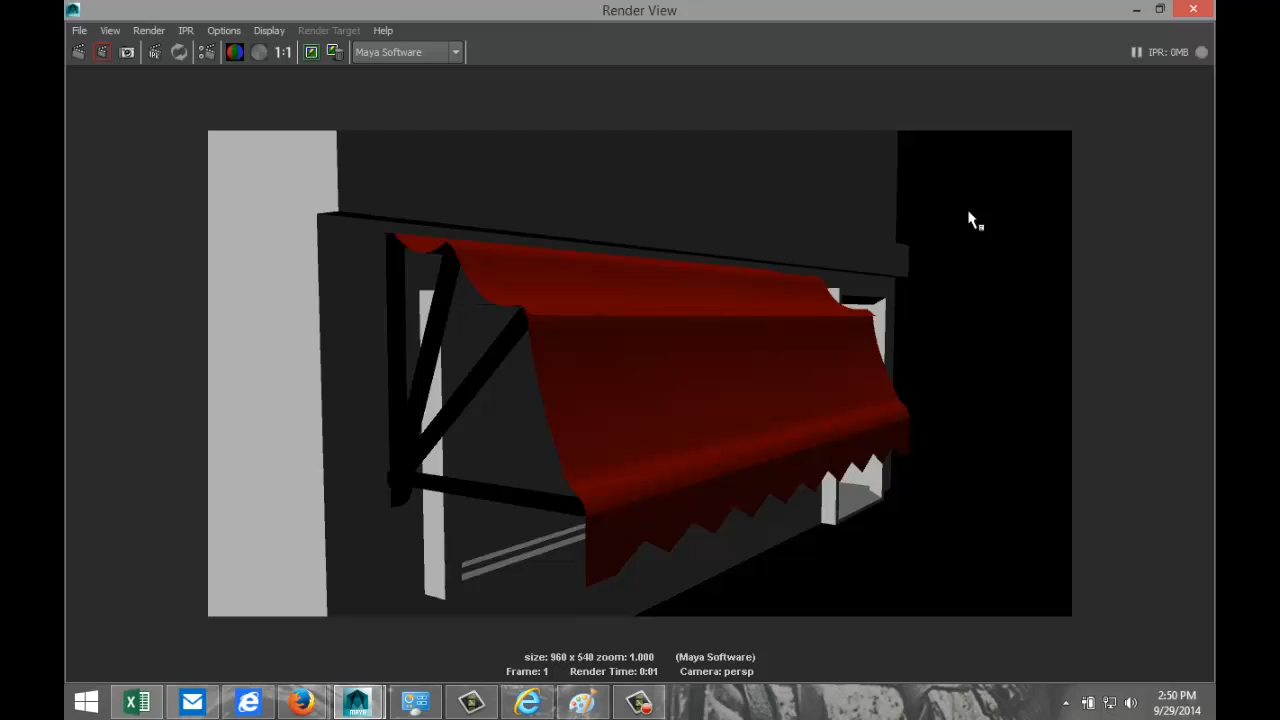 Render View
File View Render IPR Options Display Render Target Help
IPR 1:1 Maya Software IPR: 0MB
size: 960 x 540 zoom: 1.000 (Maya Software)
Frame: 1 Render Time: 0:01 Camera: persp
MAYA
2:50 PM
9/29/2014